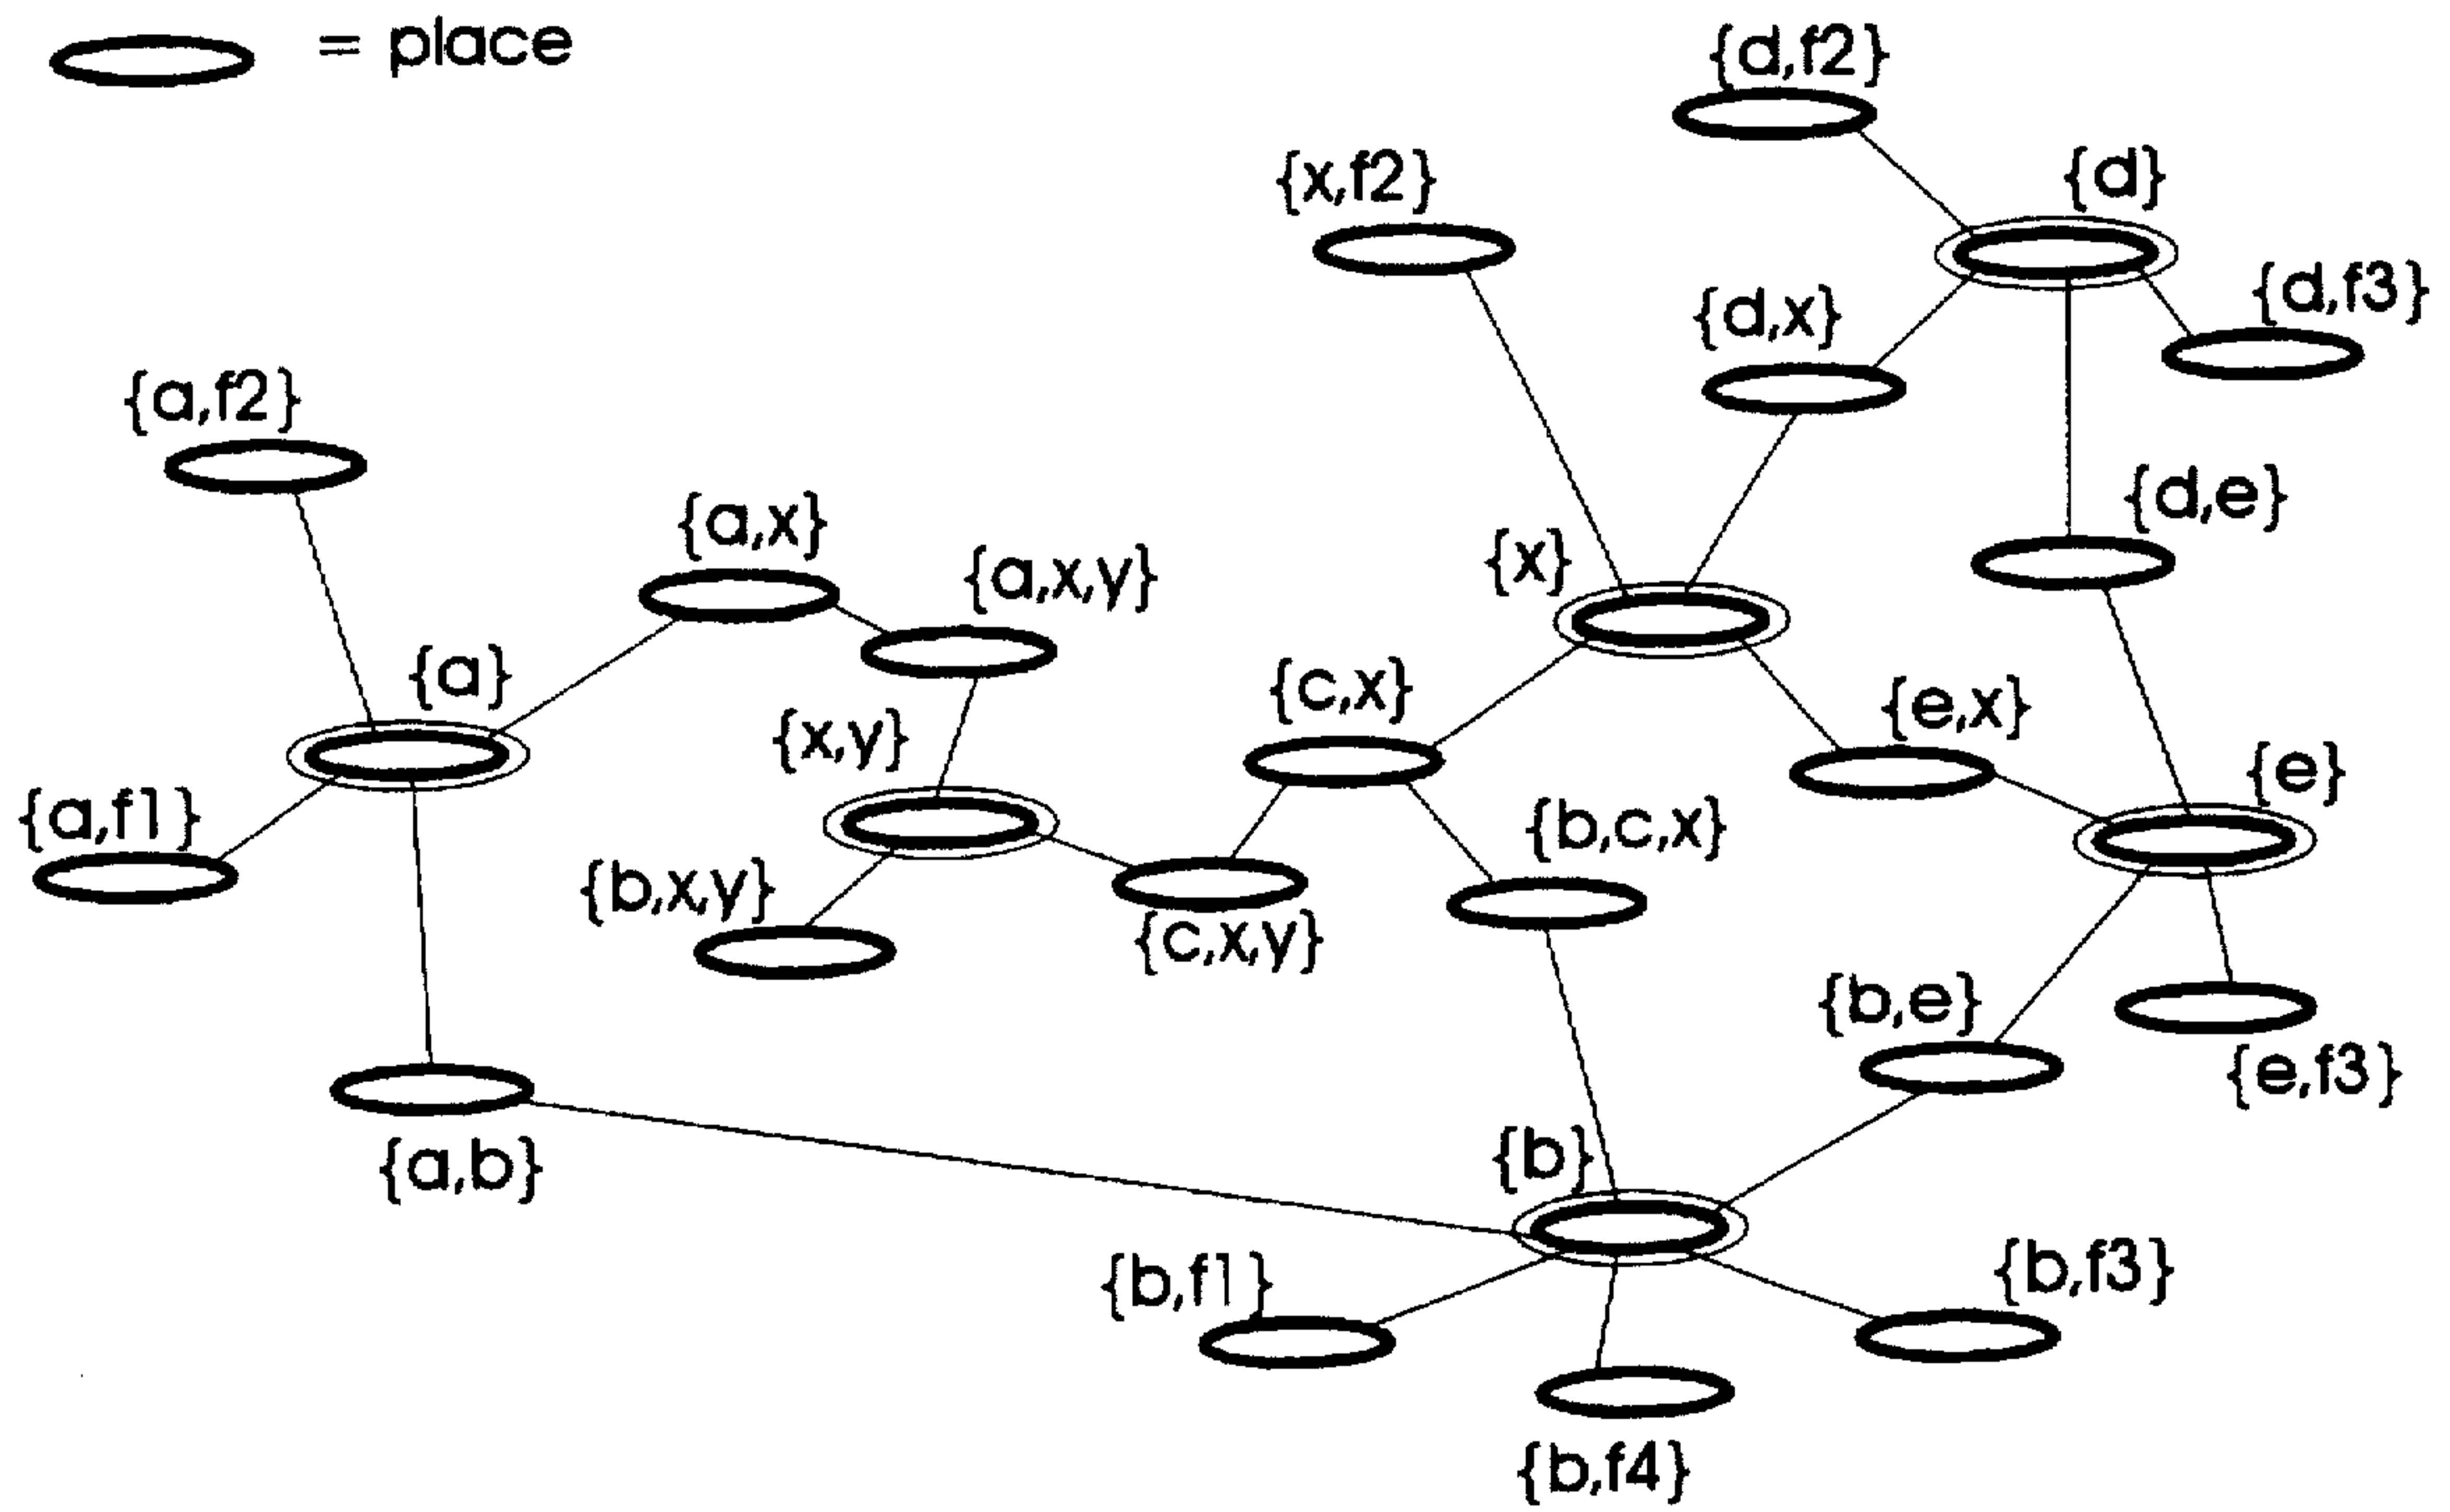 = place
{d,f2}
{x,f2}
{d}
{d,f3}
{d,x}
{a,f2}
{a,x}
{d,e}
{a,x,y}
{x}
{a}
{c,x}
{e,x}
{x,y}
{e}
{a,f1}
{b,c,x}
{b,x,y}
{c,x,y}
{b,e}
{e,f3}
{a,b}
{b}
{b,f1}
{b,f3}
{b,f4}